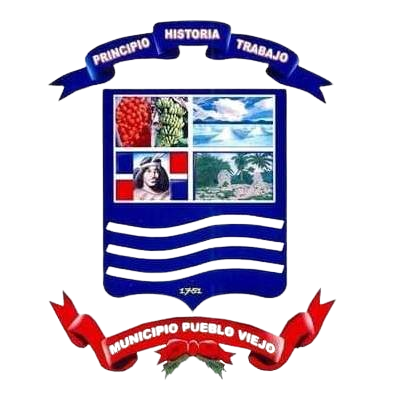 PRINCIPIO HISTORIA TRABAJO
1751
MUNICIPIO PUEBLO VIEJO